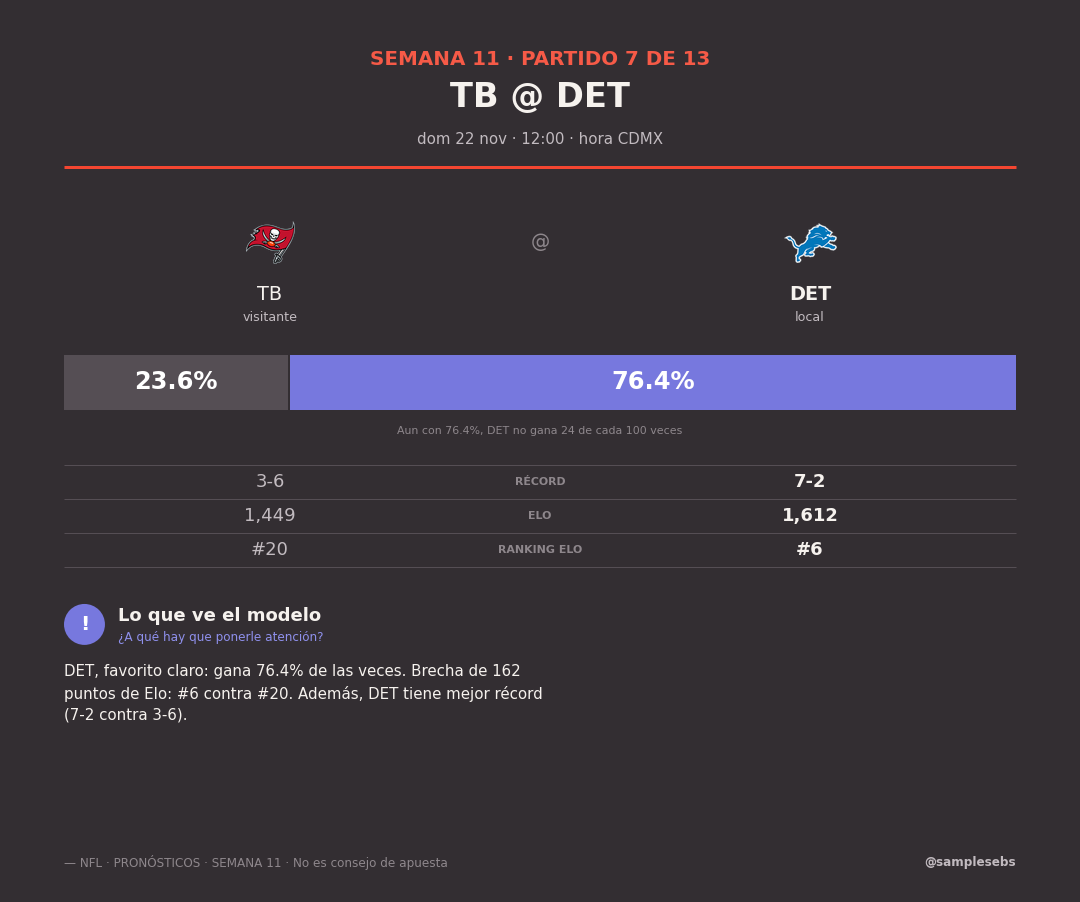 SEMANA 11 · PARTIDO 7 DE 13
TB @ DET
dom 22 nov · 12:00 · hora CDMX
@
TB
DET
visitante
local
23.6%
76.4%
Aun con 76.4%, DET no gana 24 de cada 100 veces
3-6 RÉCORD 7-2
1,449 ELO 1,612
#20 RANKING ELO #6
!
Lo que ve el modelo
¿A qué hay que ponerle atención?
DET, favorito claro: gana 76.4% de las veces. Brecha de 162
puntos de Elo: #6 contra #20. Además, DET tiene mejor récord
(7-2 contra 3-6).
— NFL · PRONÓSTICOS · SEMANA 11 · No es consejo de apuesta
@samplesebs